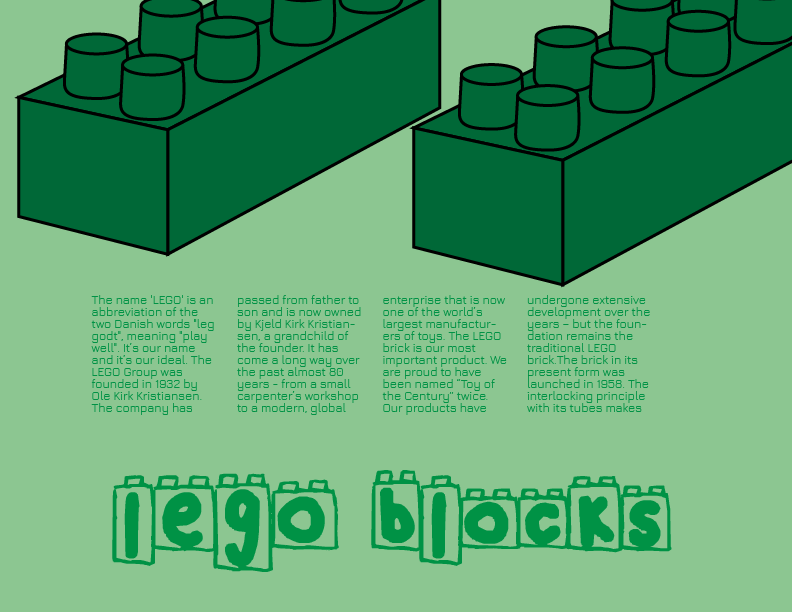 The name 'LEGO' is an
abbreviation of the
two Danish words "leg
godt", meaning "play
well". It's our name
and it's our ideal. The
LEGO Group was
founded in 1932 by
Ole Kirk Kristiansen.
The company has
passed from father to
son and is now owned
by Kjeld Kirk Kristian-
sen, a grandchild of
the founder. It has
come a long way over
the past almost 80
years - from a small
carpenter's workshop
to a modern, global
enterprise that is now
one of the world's
largest manufactur-
ers of toys. The LEGO
brick is our most
important product. We
are proud to have
been named "Toy of
the Century" twice.
Our products have
undergone extensive
development over the
years – but the foun-
dation remains the
traditional LEGO
brick.The brick in its
present form was
launched in 1958. The
interlocking principle
with its tubes makes
lego blocks